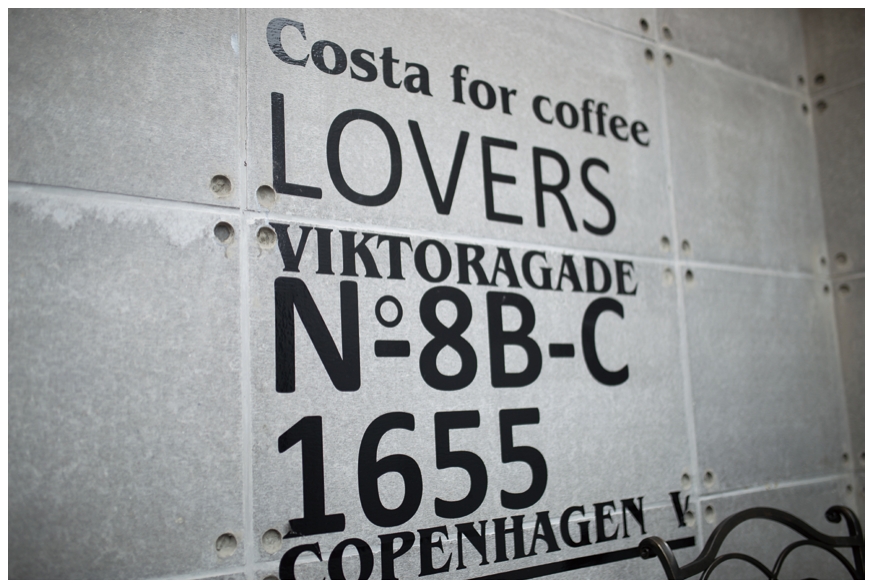 Costa for coffee
LOVERS
VIKTORAGADE
Nº-8B-C
1655
COPENHAGEN V